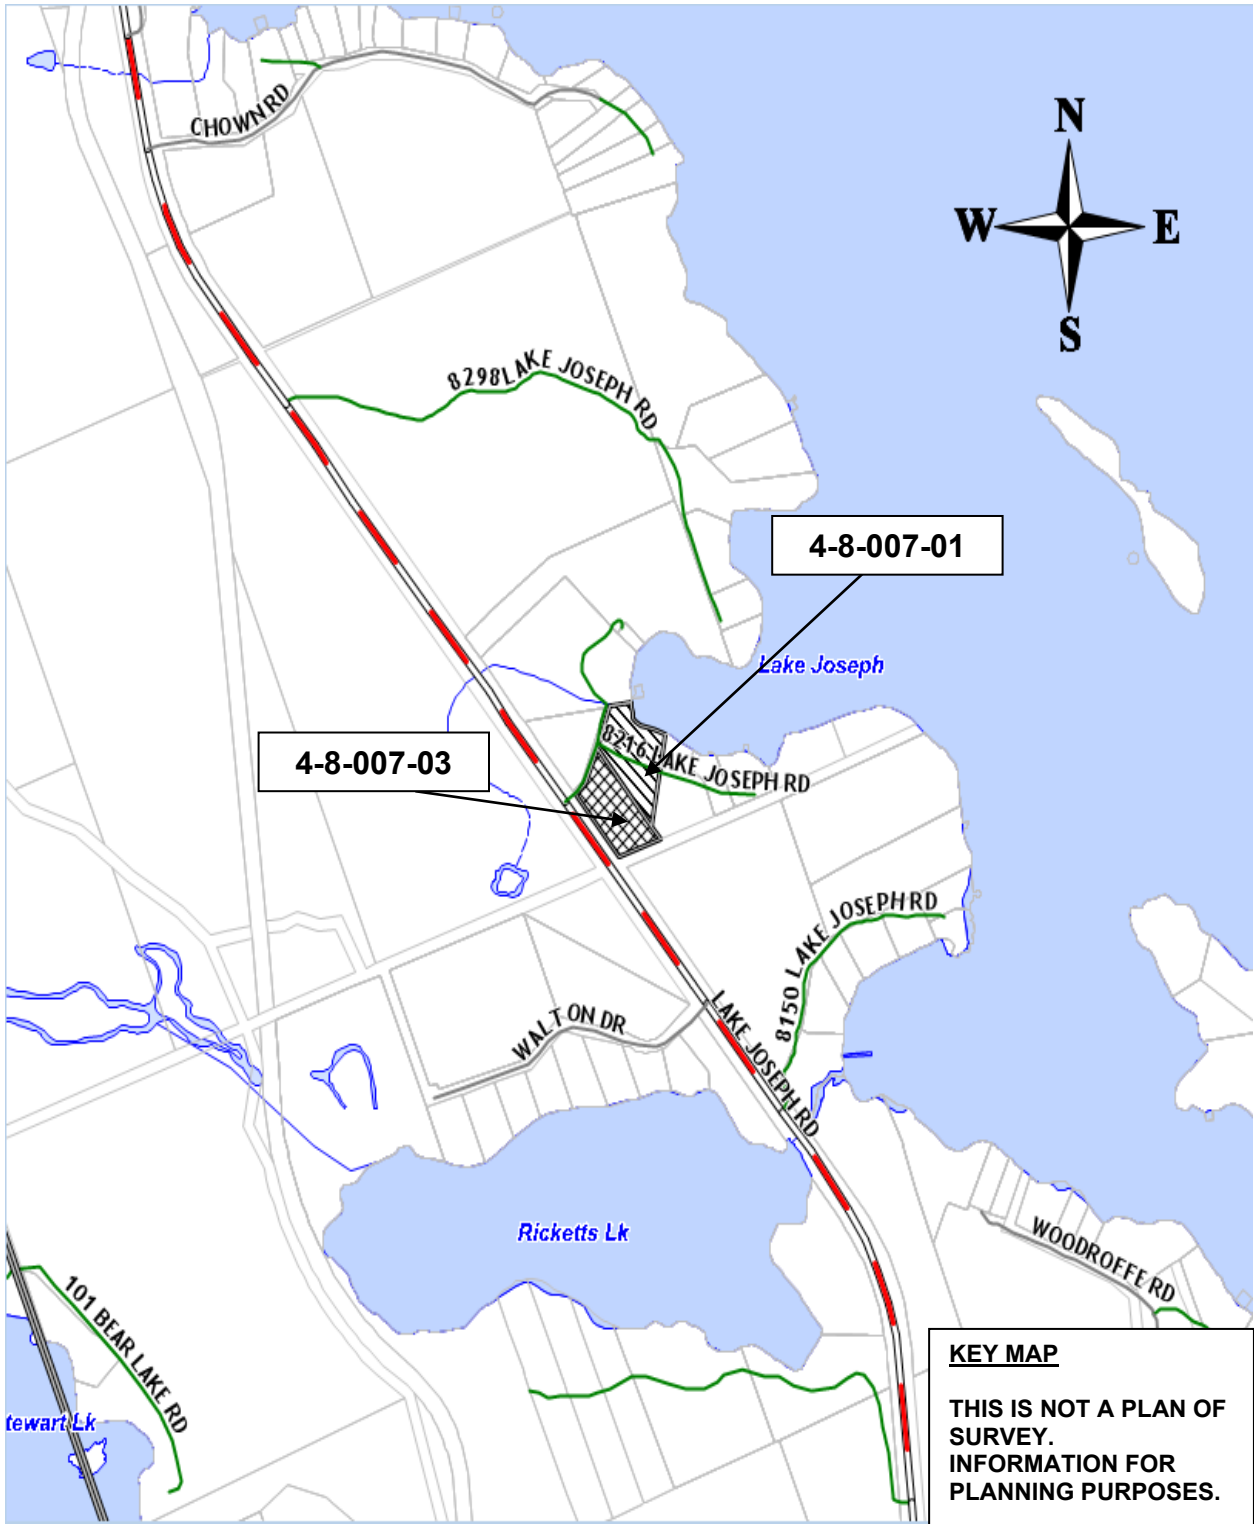 CHOWN RD
N
W E
S
8298 LAKE JOSEPH RD
4-8-007-01
Lake Joseph
4-8-007-03
8216 LAKE JOSEPH RD
8150 LAKE JOSEPH RD
WALTON DR
LAKE JOSEPH RD
Ricketts Lk
WOODROFFE RD
101 BEAR LAKE RD
tewart Lk
KEY MAP
THIS IS NOT A PLAN OF
SURVEY.
INFORMATION FOR
PLANNING PURPOSES.